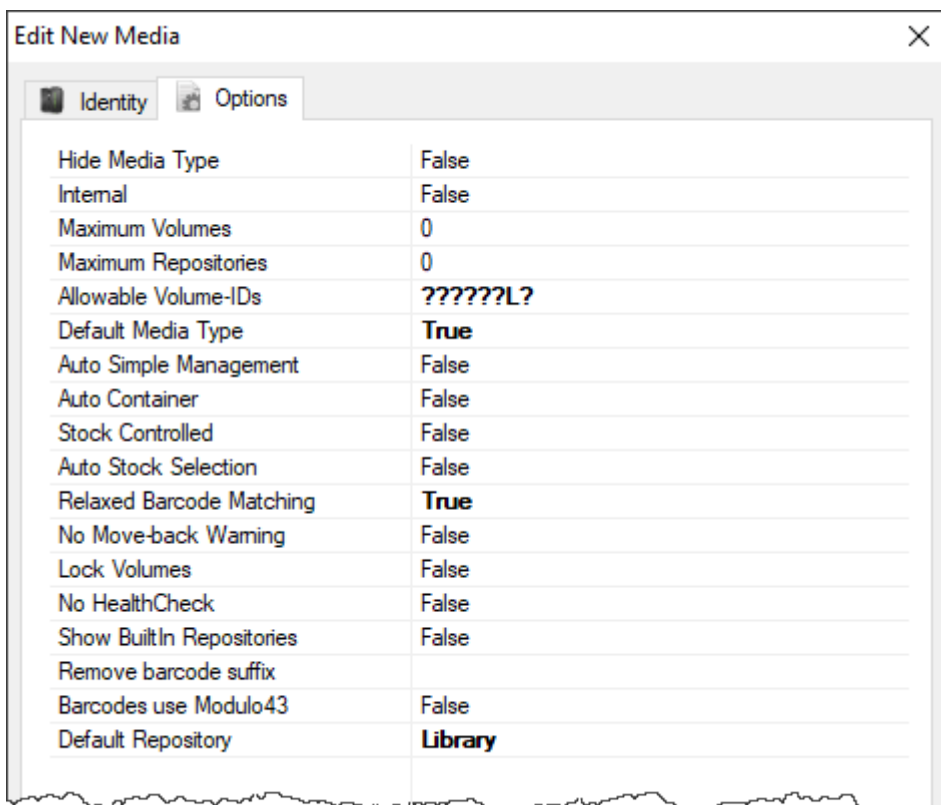 Edit New Media
Identity Options
Hide Media Type False
Internal False
Maximum Volumes 0
Maximum Repositories 0
Allowable Volume-IDs ??????L?
Default Media Type True
Auto Simple Management False
Auto Container False
Stock Controlled False
Auto Stock Selection False
Relaxed Barcode Matching True
No Move-back Warning False
Lock Volumes False
No HealthCheck False
Show BuiltIn Repositories False
Remove barcode suffix
Barcodes use Modulo43 False
Default Repository Library